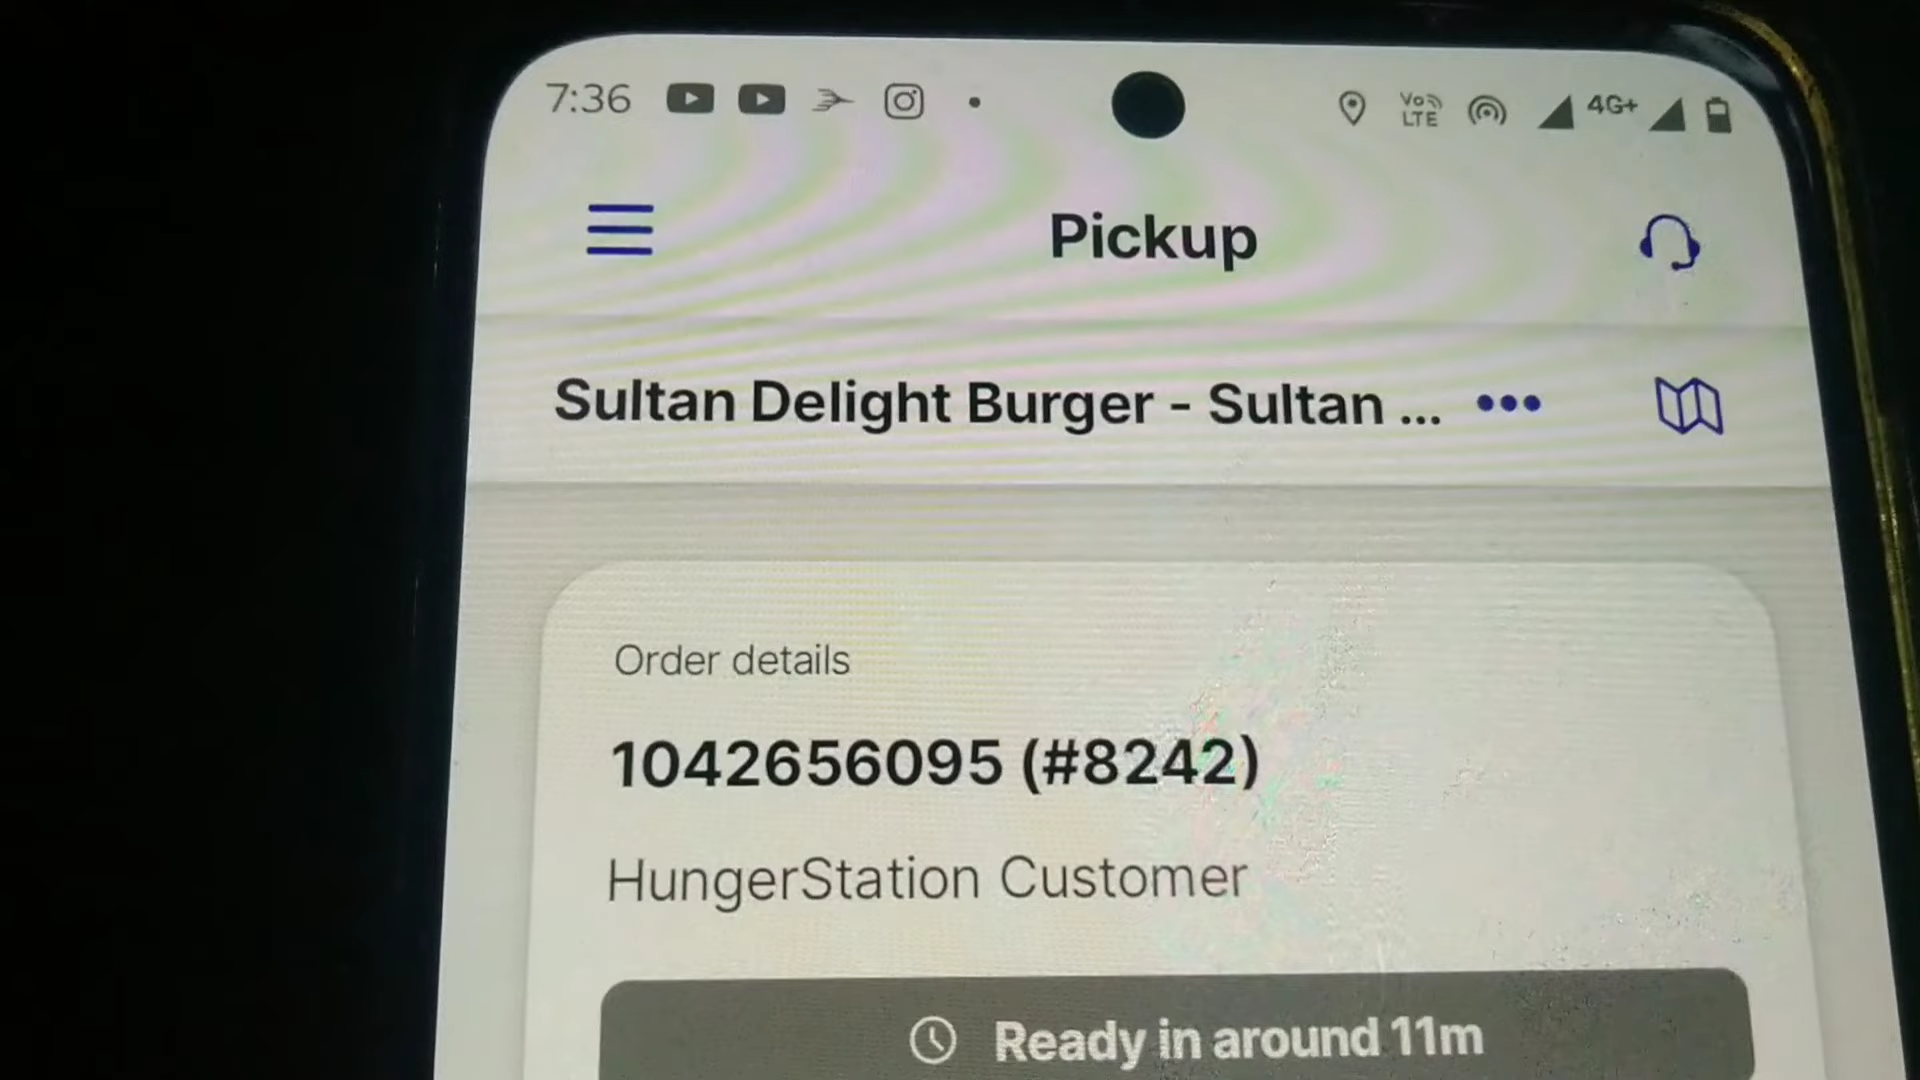 7:36 Vo LTE 4G+
Pickup
Sultan Delight Burger - Sultan ...
Order details
1042656095 (#8242)
HungerStation Customer
Ready in around 11m